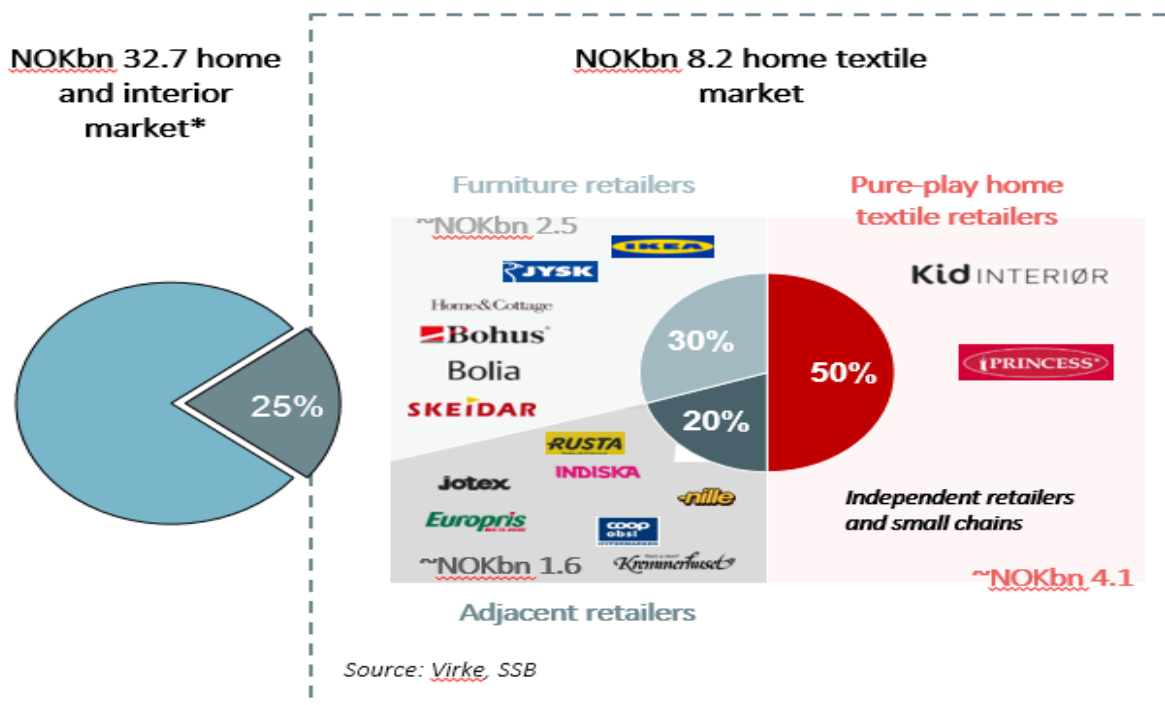 NOKbn 32.7 home
and interior
market*
25%
NOKbn 8.2 home textile
market
Furniture retailers
~NOKbn 2.5
IKEA
JYSK
Home&Cottage
Bohus
Bolia
SKEIDAR
30%
20%
50%
Pure-play home
textile retailers
Kid INTERIØR
PRINCESS
Independent retailers
and small chains
~NOKbn 4.1
RUSTA
INDISKA
Jotex
nille
Europris
coop
obs!
HYPERMARKED
Kremmerhuset
~NOKbn 1.6
Adjacent retailers
Source: Virke, SSB